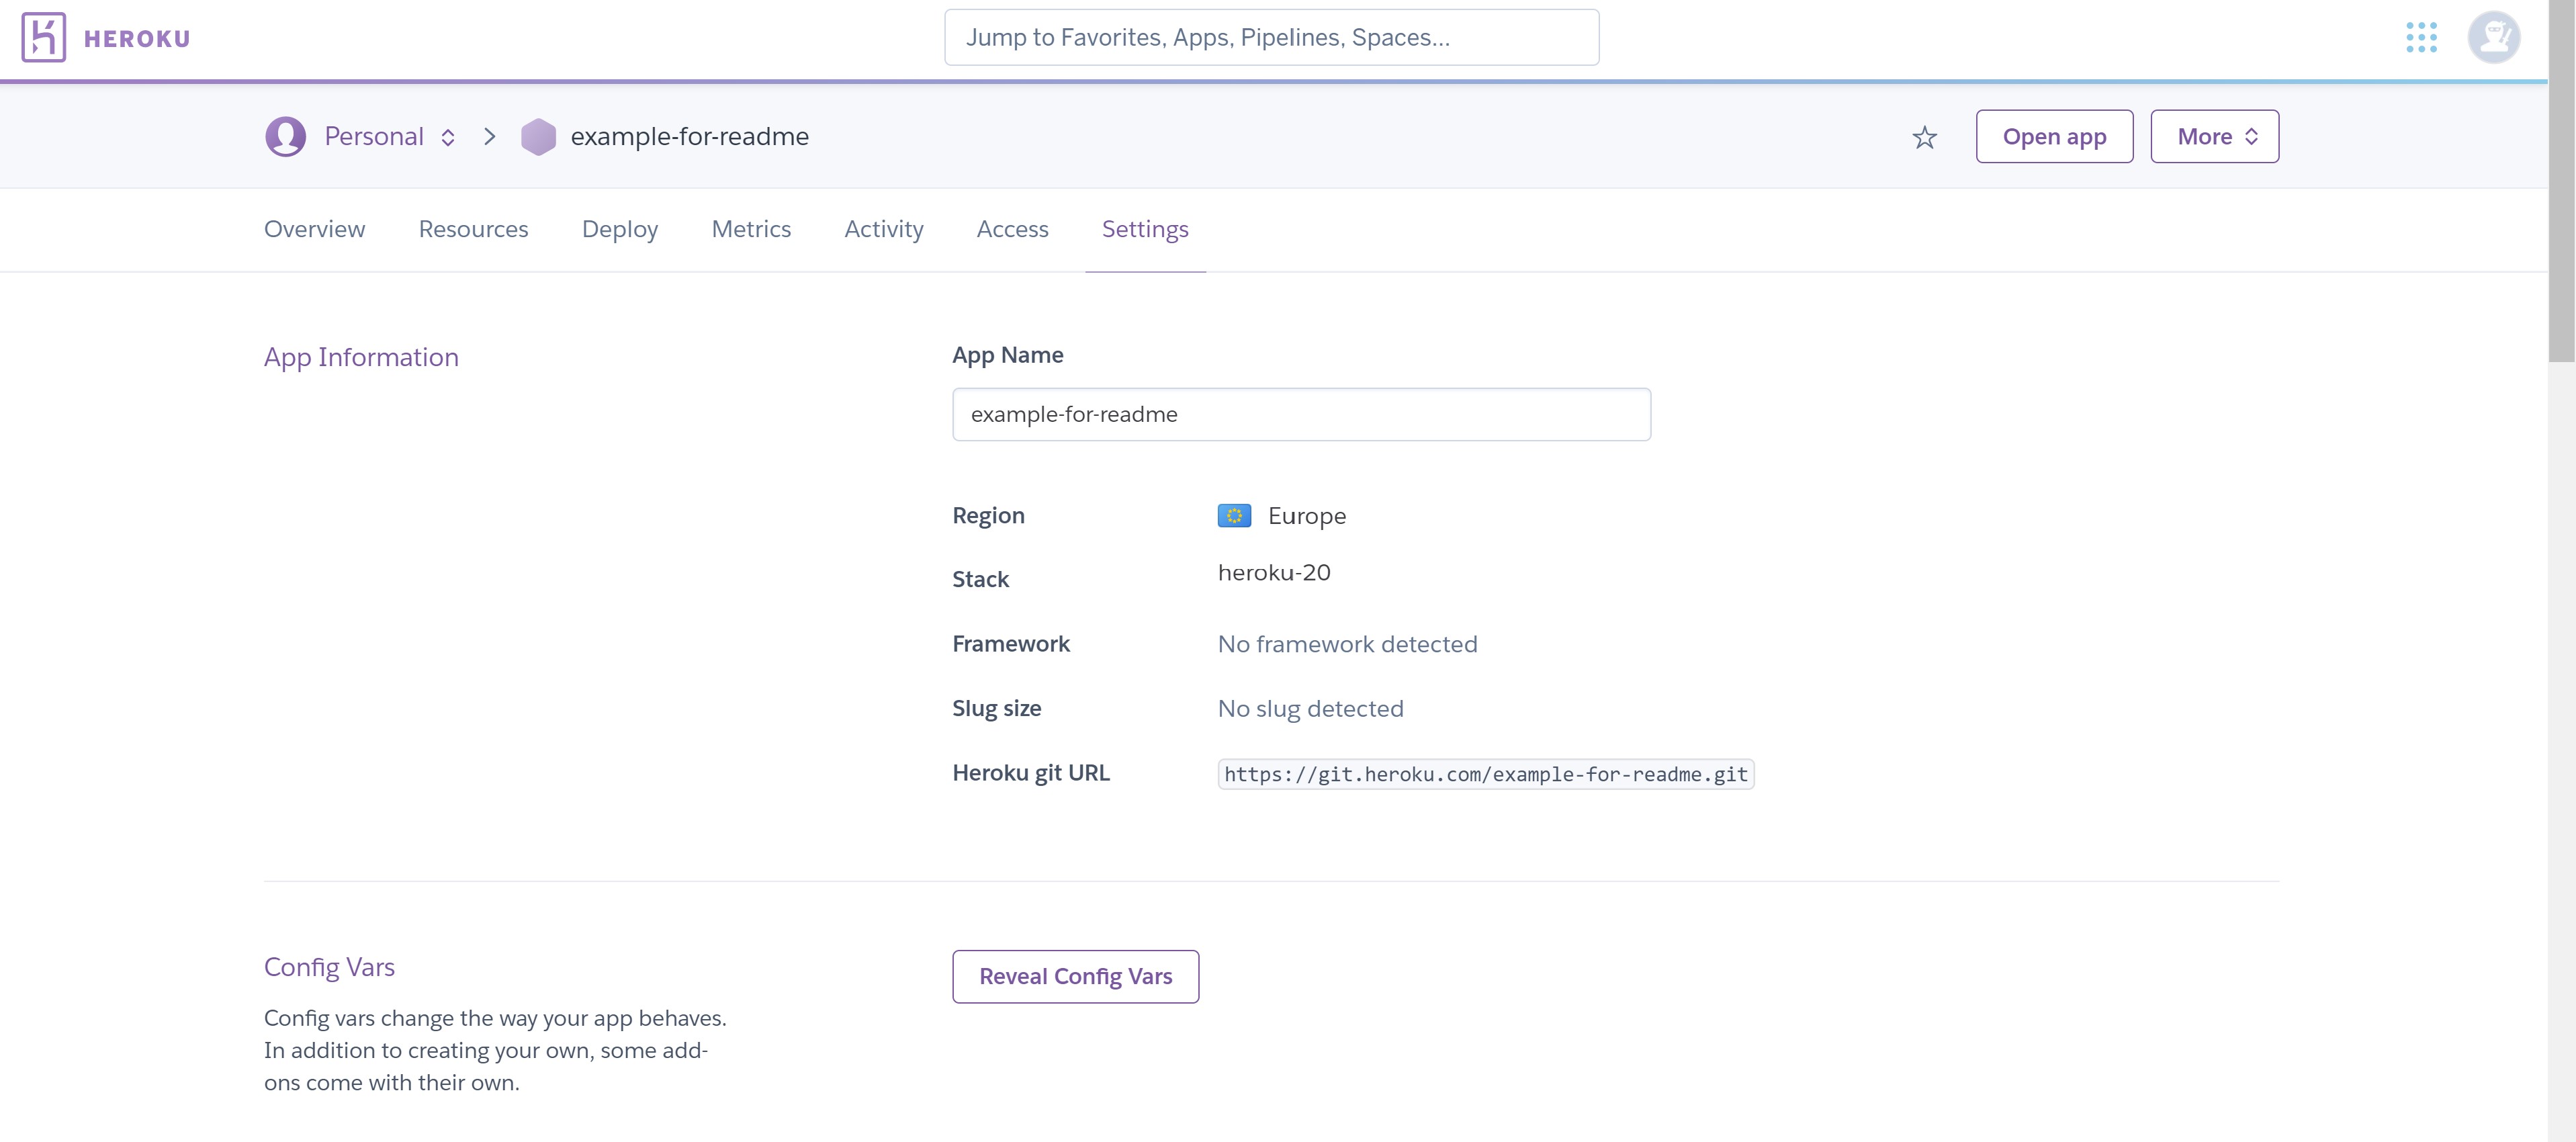 HEROKU
Jump to Favorites, Apps, Pipelines, Spaces...
Personal
example-for-readme
Open app
More
Overview
Resources
Deploy
Metrics
Activity
Access
Settings
App Information
App Name
example-for-readme
Region
Europe
Stack
heroku-20
Framework
No framework detected
Slug size
No slug detected
Heroku git URL
https://git.heroku.com/example-for-readme.git
Config Vars
Config vars change the way your app behaves.
In addition to creating your own, some add-
ons come with their own.
Reveal Config Vars